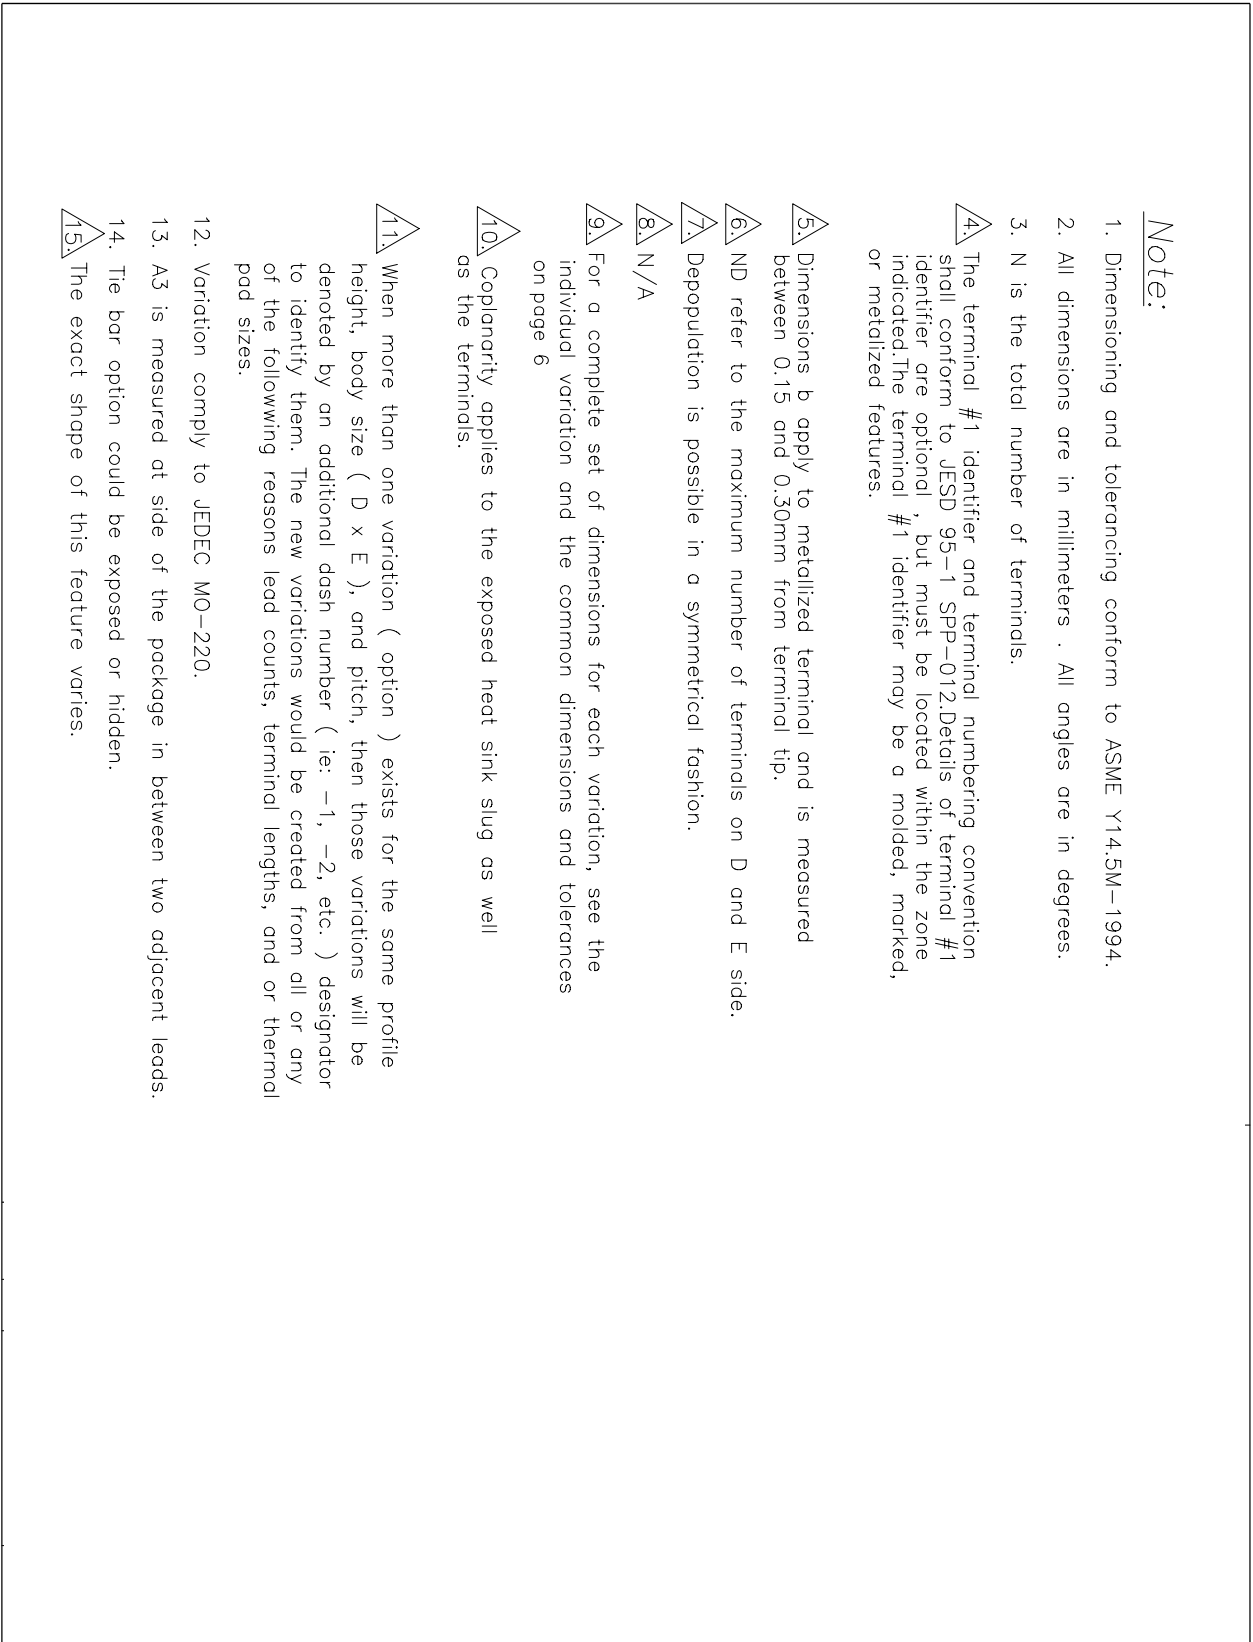 Note:
1. Dimensioning and tolerancing conform to ASME Y14.5M-1994.
2. All dimensions are in millimeters . All angles are in degrees.
3. N is the total number of terminals.
4. The terminal #1 identifier and terminal numbering convention
shall conform to JESD 95-1 SPP-012.Details of terminal #1
identifier are optional , but must be located within the zone
indicated.The terminal #1 identifier may be a molded, marked,
or metalized features.
5. Dimensions b apply to metallized terminal and is measured
between 0.15 and 0.30mm from terminal tip.
6. ND refer to the maximum number of terminals on D and E side.
7. Depopulation is possible in a symmetrical fashion.
8. N/A
9. For a complete set of dimensions for each variation, see the
individual variation and the common dimensions and tolerances
on page 6
10. Coplanarity applies to the exposed heat sink slug as well
as the terminals.
11. When more than one variation ( option ) exists for the same profile
height, body size ( D x E ), and pitch, then those variations will be
denoted by an additional dash number ( ie: -1, -2, etc. ) designator
to identify them. The new variations would be created from all or any
of the followwing reasons lead counts, terminal lengths, and or thermal
pad sizes.
12. Variation comply to JEDEC MO-220.
13. A3 is measured at side of the package in between two adjacent leads.
14. Tie bar option could be exposed or hidden.
15. The exact shape of this feature varies.